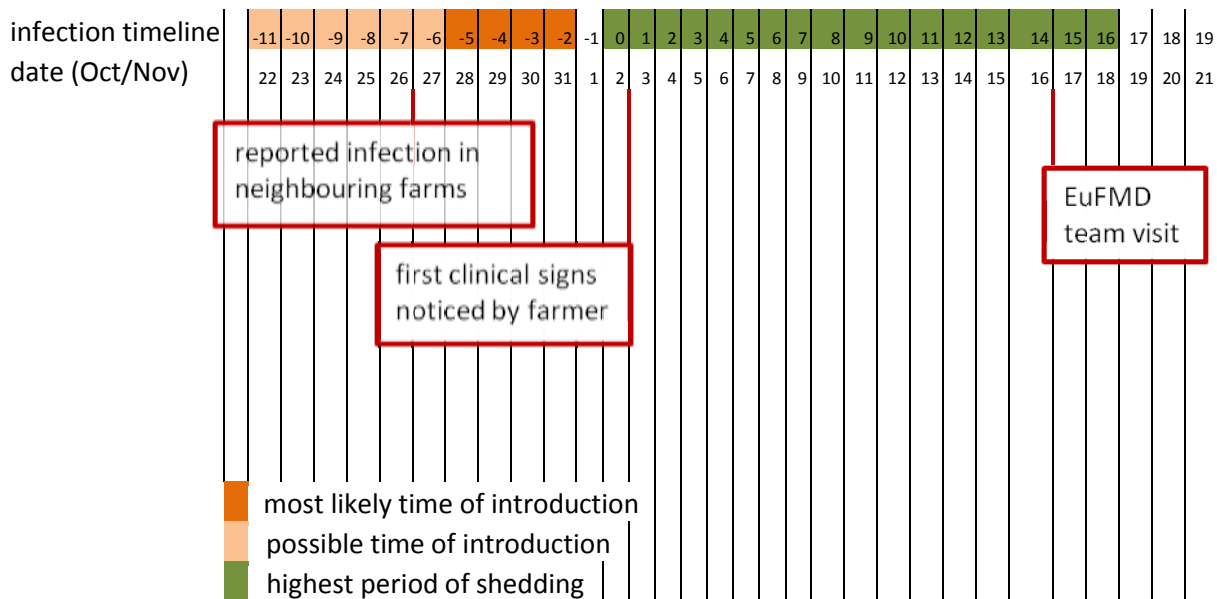 infection timeline -11 -10 -9 -8 -7 -6 -5 -4 -3 -2 -1 0 1 2 3 4 5 6 7 8 9 10 11 12 13 14 15 16 17 18 19
date (Oct/Nov) 22 23 24 25 26 27 28 29 30 31 1 2 3 4 5 6 7 8 9 10 11 12 13 14 15 16 17 18 19 20 21
reported infection in
neighbouring farms
EuFMD
team visit
first clinical signs
noticed by farmer
most likely time of introduction
possible time of introduction
highest period of shedding